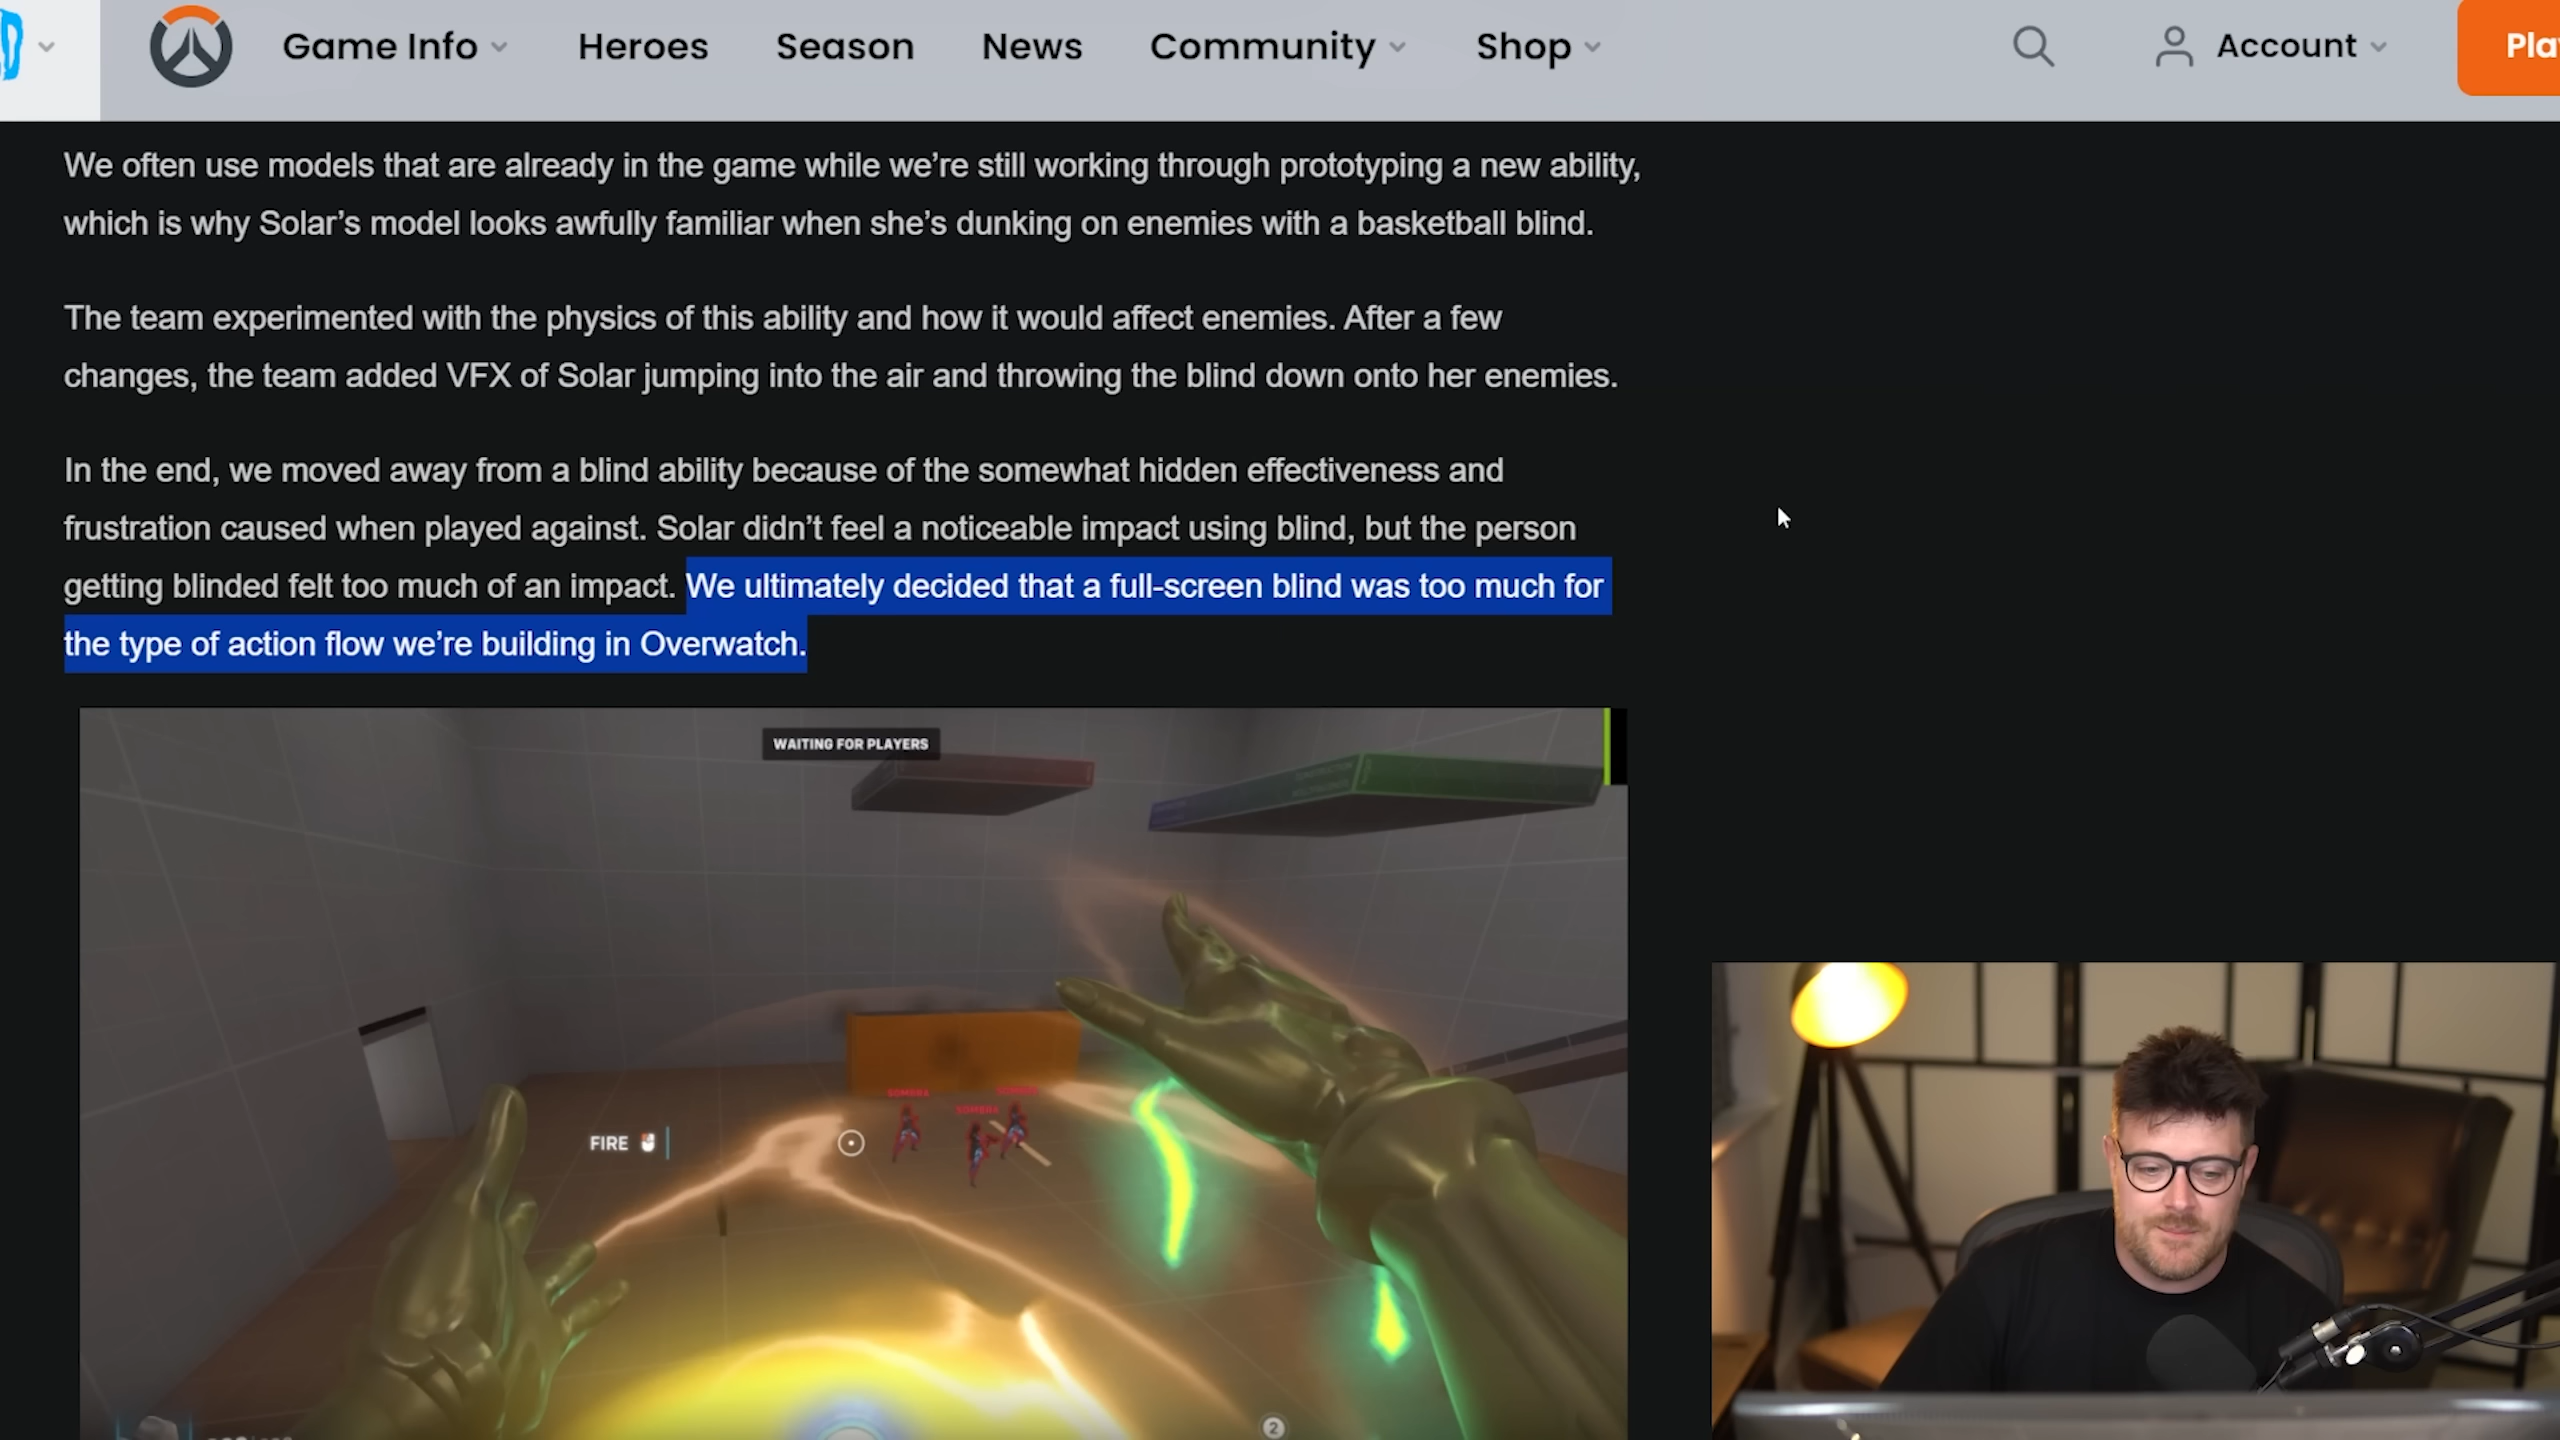 Game Info Heroes Season News Community Shop Account
We often use models that are already in the game while we’re still working through prototyping a new ability,
which is why Solar’s model looks awfully familiar when she’s dunking on enemies with a basketball blind.
The team experimented with the physics of this ability and how it would affect enemies. After a few
changes, the team added VFX of Solar jumping into the air and throwing the blind down onto her enemies.
In the end, we moved away from a blind ability because of the somewhat hidden effectiveness and
frustration caused when played against. Solar didn’t feel a noticeable impact using blind, but the person
getting blinded felt too much of an impact. We ultimately decided that a full-screen blind was too much for
the type of action flow we’re building in Overwatch.
WAITING FOR PLAYERS
SOMBRA
SOMBRA
FIRE
2